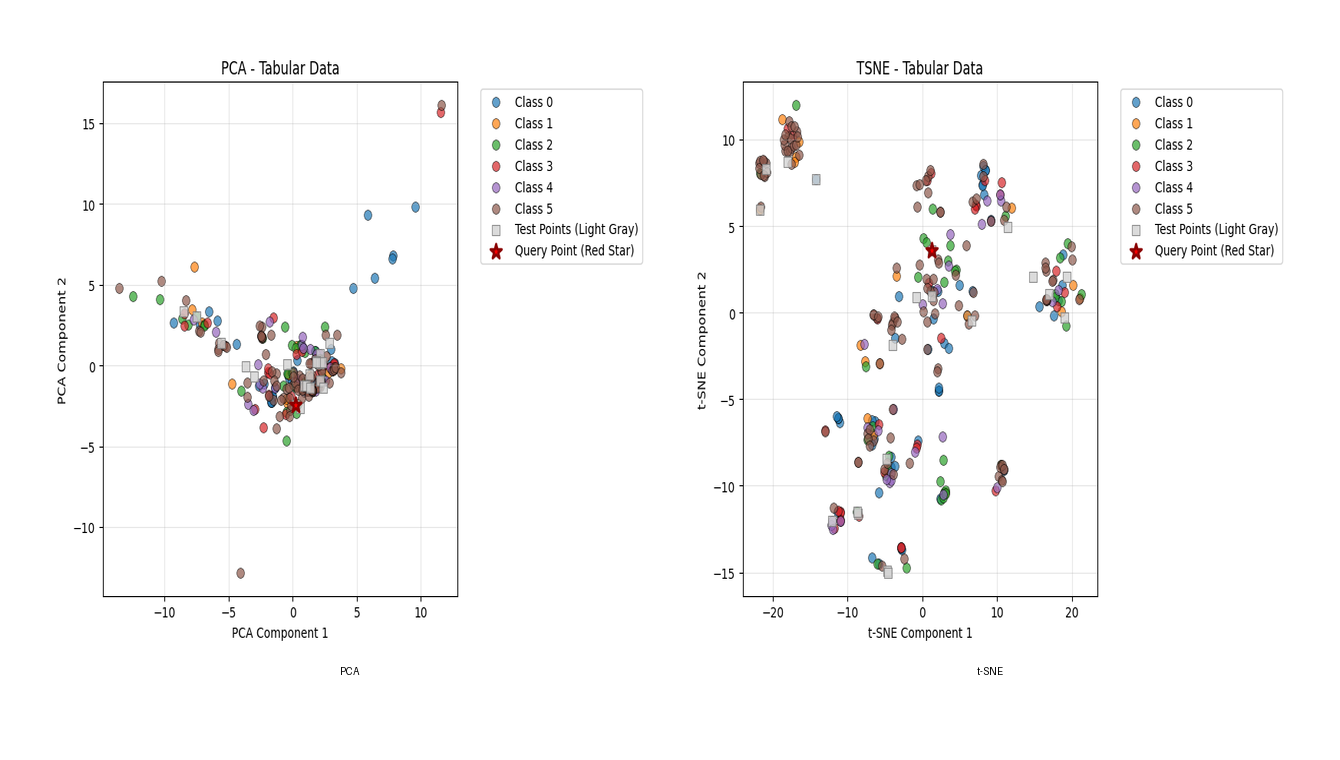 PCA - Tabular Data
15
10
5
0
−5
−10
PCA Component 2
−10
−5
0
5
10
PCA Component 1
Class 0
Class 1
Class 2
Class 3
Class 4
Class 5
Test Points (Light Gray)
Query Point (Red Star)
PCA
TSNE - Tabular Data
10
5
0
−5
−10
−15
t-SNE Component 2
−20
−10
0
10
20
t-SNE Component 1
Class 0
Class 1
Class 2
Class 3
Class 4
Class 5
Test Points (Light Gray)
Query Point (Red Star)
t-SNE